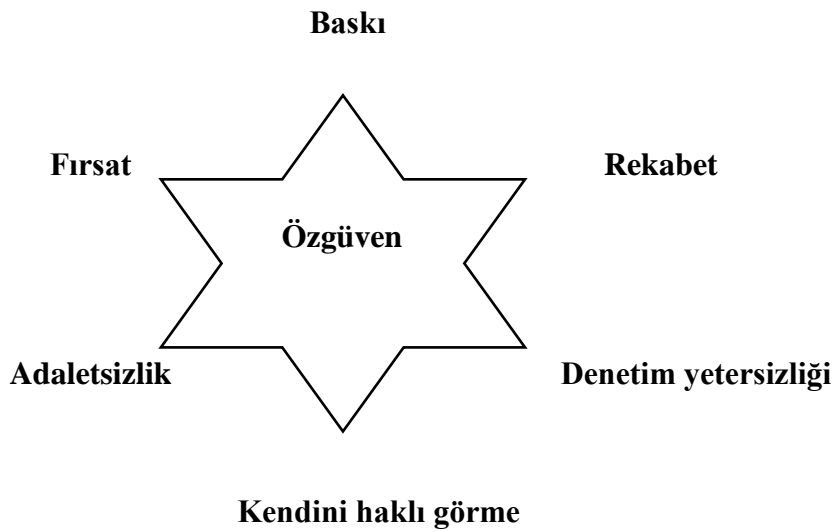 Baskı
Fırsat
Rekabet
Özgüven
Adaletsizlik
Denetim yetersizliği
Kendini haklı görme